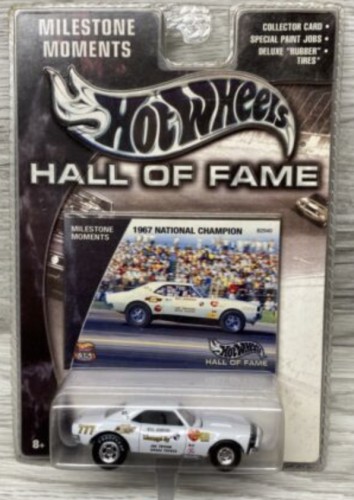 MILESTONE
MOMENTS
COLLECTOR CARD •
SPECIAL PAINT JOBS •
DELUXE "RUBBER" •
TIRES"
Hot Wheels
HALL OF FAME
MILESTONE
MOMENTS
1967 NATIONAL CHAMPION
Hot Wheels
HALL OF FAME
8+
777